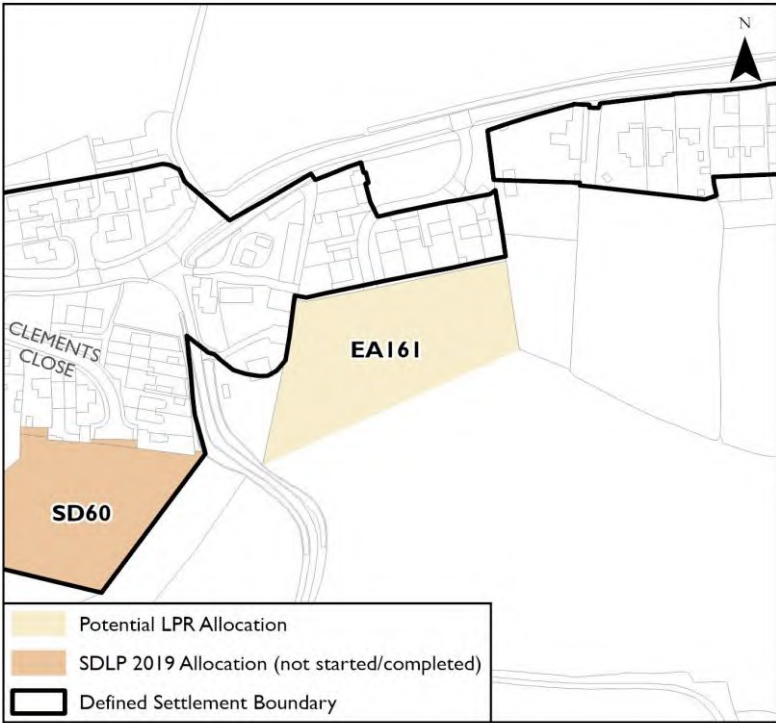 N
EA161
CLEMENTS
CLOSE
SD60
Potential LPR Allocation
SDLP 2019 Allocation (not started/completed)
Defined Settlement Boundary